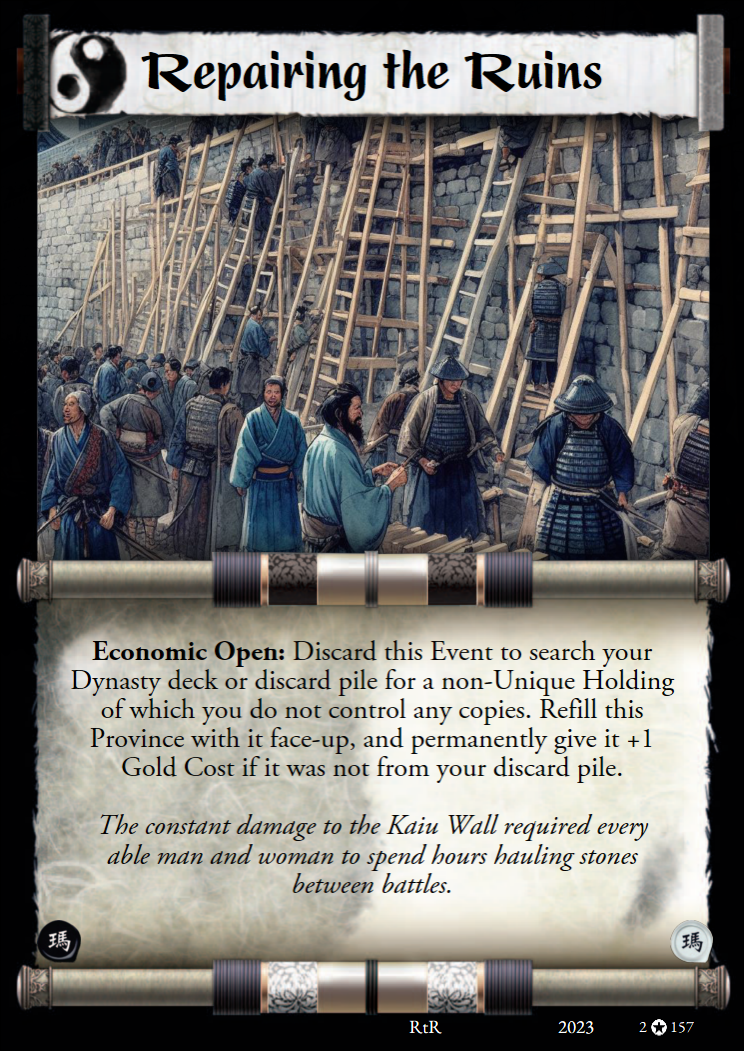 Repairing the Ruins
Economic Open: Discard this Event to search your
Dynasty deck or discard pile for a non-Unique Holding
of which you do not control any copies. Refill this
Province with it face-up, and permanently give it +1
Gold Cost if it was not from your discard pile.
The constant damage to the Kaiu Wall required every
able man and woman to spend hours hauling stones
between battles.
瑪 瑪
RtR 2023 2 ✪ 157